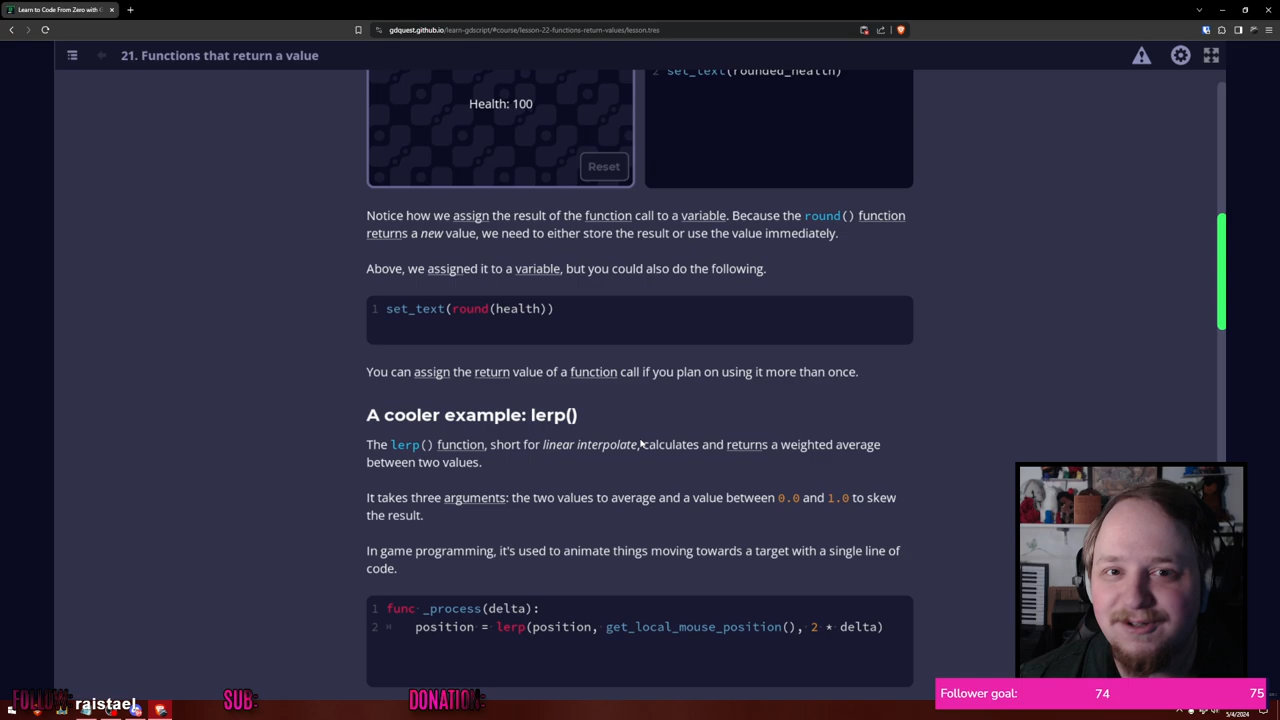 Learn to Code From Zero with
gdquest.github.io/learn-gdscript/#course/lesson-22-functions-return-values/lesson.tres
21. Functions that return a value
2 set_text(rounded_health)
Health: 100
Reset
Notice how we assign the result of the function call to a variable. Because the round() function
returns a new value, we need to either store the result or use the value immediately.
Above, we assigned it to a variable, but you could also do the following.
1 set_text(round(health))
You can assign the return value of a function call if you plan on using it more than once.
A cooler example: lerp()
The lerp() function, short for linear interpolate, calculates and returns a weighted average
between two values.
It takes three arguments: the two values to average and a value between 0.0 and 1.0 to skew
the result.
In game programming, it's used to animate things moving towards a target with a single line of
code.
1 func _process(delta):
2 position = lerp(position, get_local_mouse_position(), 2 * delta)
FOLLOW: raistael
SUB:
DONATION:
Follower goal: 74 75
5/4/2024